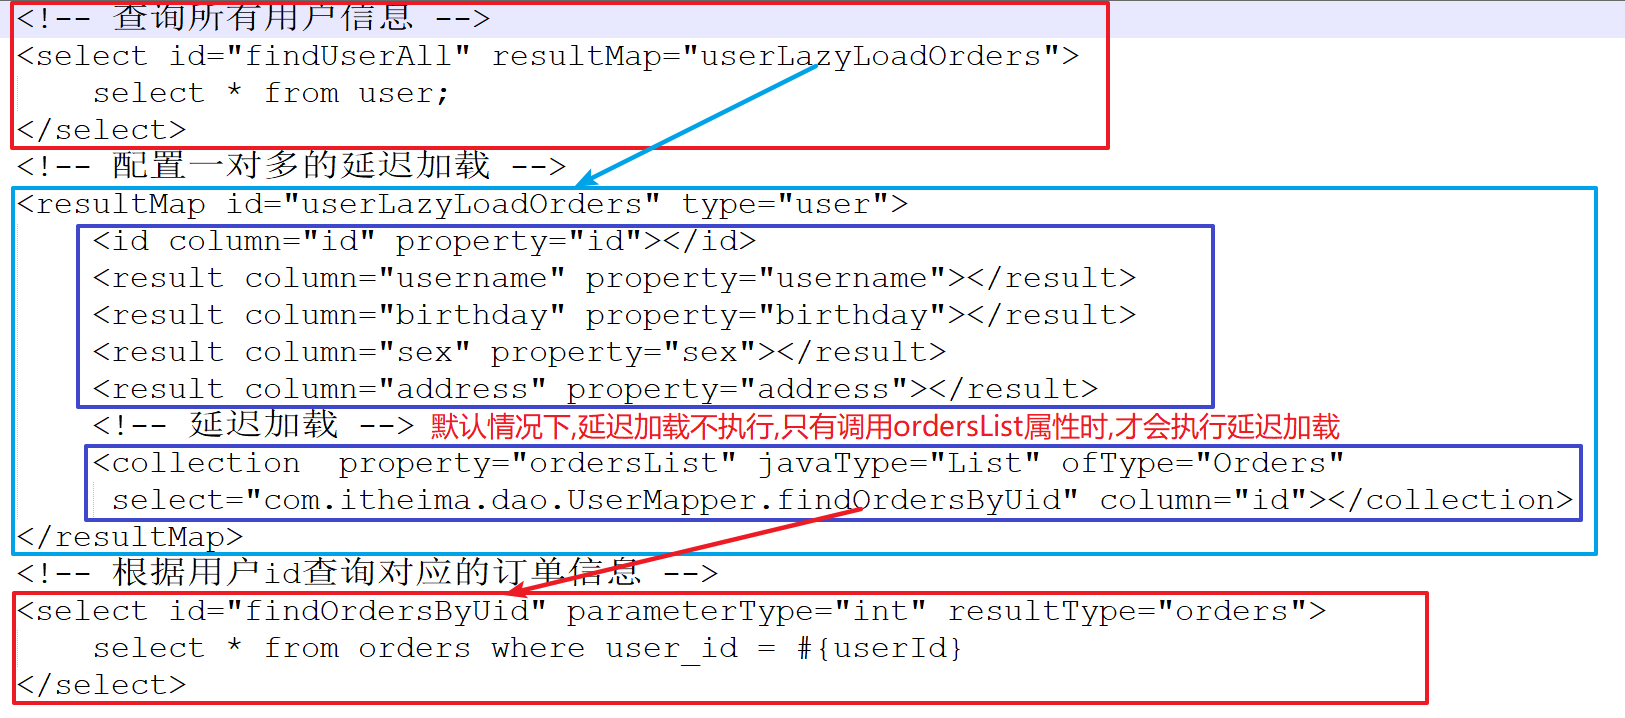 <!-- 查询所有用户信息 -->
<select id="findUserAll" resultMap="userLazyLoadOrders">
    select * from user;
</select>
<!-- 配置一对多的延迟加载 -->
<resultMap id="userLazyLoadOrders" type="user">
    <id column="id" property="id"></id>
    <result column="username" property="username"></result>
    <result column="birthday" property="birthday"></result>
    <result column="sex" property="sex"></result>
    <result column="address" property="address"></result>
    <!-- 延迟加载 --> 默认情况下,延迟加载不执行,只有调用ordersList属性时,才会执行延迟加载
    <collection  property="ordersList" javaType="List" ofType="Orders"
     select="com.itheima.dao.UserMapper.findOrdersByUid" column="id"></collection>
</resultMap>
<!-- 根据用户id查询对应的订单信息 -->
<select id="findOrdersByUid" parameterType="int" resultType="orders">
    select * from orders where user_id = #{userId}
</select>